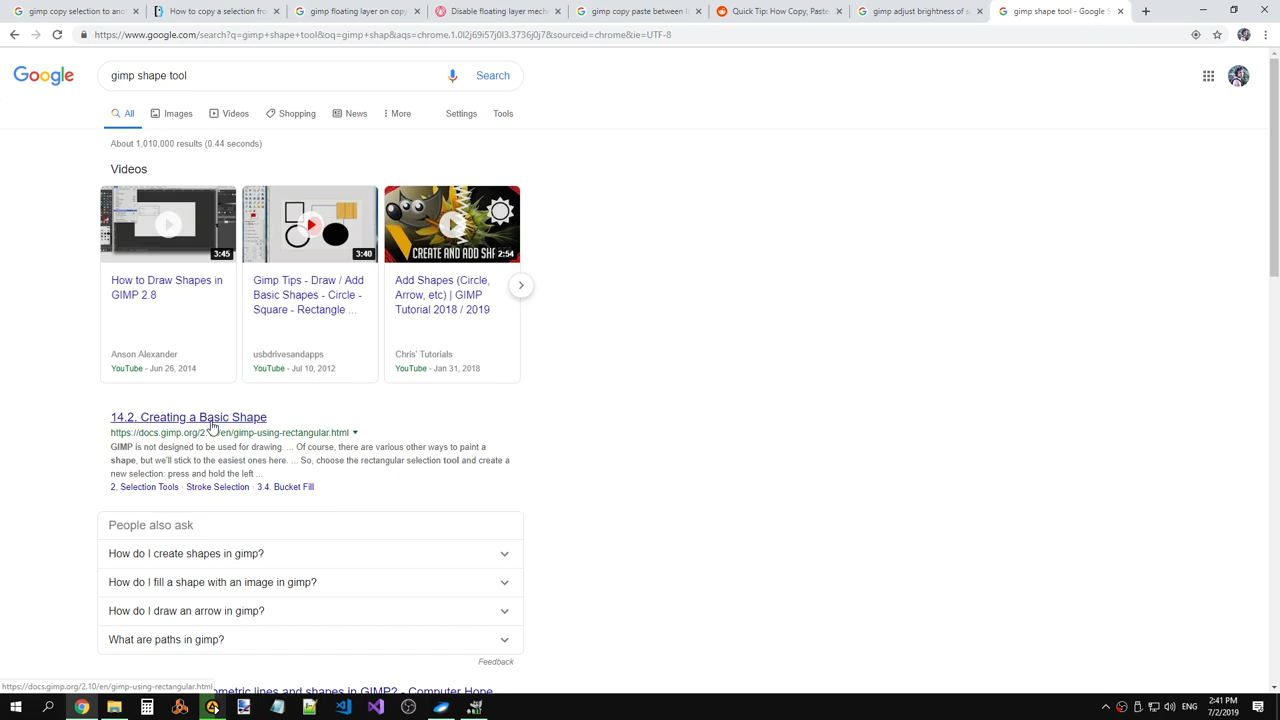 gimp copy selection to anot
How to copy a selection fro
gimp floating layer on copy
Disable floating layer mech
gimp copy paste between l
Quick Tip: How Copy, Paste
gimp adjust brightness of s
gimp shape tool - Google S
https://www.google.com/search?q=gimp+shape+tool&oq=gimp+shap&aqs=chrome.1.0l2j69i57j0l3.3736j0j7&sourceid=chrome&ie=UTF-8
Google
gimp shape tool
Search
All
Images
Videos
Shopping
News
More
Settings
Tools
About 1,010,000 results (0.44 seconds)
Videos
3:45
3:40
CREATE AND ADD SH
2:54
How to Draw Shapes in
GIMP 2.8
Anson Alexander
YouTube - Jun 26, 2014
Gimp Tips - Draw / Add
Basic Shapes - Circle -
Square - Rectangle ...
usbdrivesandapps
YouTube - Jul 10, 2012
Add Shapes (Circle,
Arrow, etc) | GIMP
Tutorial 2018 / 2019
Chris' Tutorials
YouTube - Jan 31, 2018
14.2. Creating a Basic Shape
https://docs.gimp.org/2. /en/gimp-using-rectangular.html
GIMP is not designed to be used for drawing. ... Of course, there are various other ways to paint a
shape, but we'll stick to the easiest ones here. ... So, choose the rectangular selection tool and create a
new selection: press and hold the left ...
2. Selection Tools · Stroke Selection · 3.4. Bucket Fill
People also ask
How do I create shapes in gimp?
How do I fill a shape with an image in gimp?
How do I draw an arrow in gimp?
What are paths in gimp?
Feedback
https://docs.gimp.org/2.10/en/gimp-using-rectangular.html
metric lines and shapes in GIMP? - Computer Hope
ENG
2:41 PM
7/2/2019